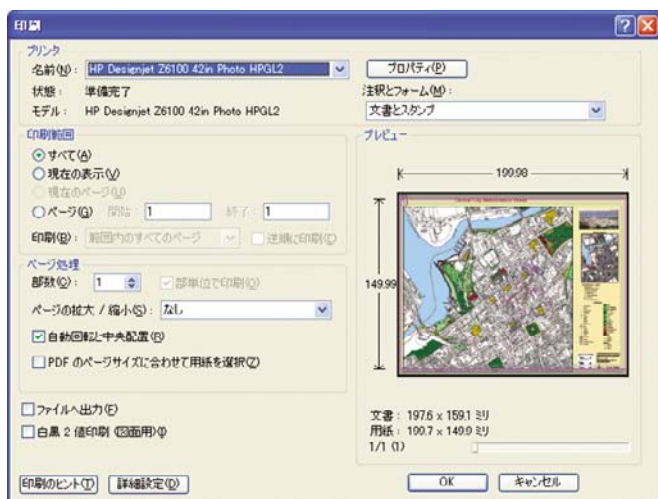 印刷
プリンタ
名前(N): HP Designjet Z6100 42in Photo HPGL2
プロパティ(P)
状態: 準備完了
注釈とフォーム(M):
モデル: HP Designjet Z6100 42in Photo HPGL2
文書とスタンプ
印刷範囲
プレビュー
すべて(A)
現在の表示(V)
現在のページ(U)
ページ(G) 開始: 1 終了: 1
印刷(R): 範囲内のすべてのページ 逆順に印刷(E)
199.98
149.99
ページ処理
部数(C): 1 部単位で印刷(O)
ページの拡大 / 縮小(S): なし
自動回転と中央配置(R)
PDF のページサイズに合わせて用紙を選択(Z)
ファイルへ出力(F)
白黒 2 値印刷 (図面用)(I)
文書: 197.6 x 159.1 ミリ
用紙: 199.7 x 149.9 ミリ
1/1 (1)
印刷のヒント(T) 詳細設定(D)
OK キャンセル